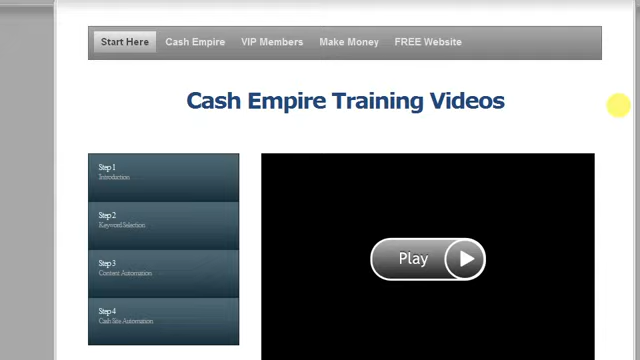 Start Here Cash Empire VIP Members Make Money FREE Website
Cash Empire Training Videos
Step 1
Introduction
Step 2
Keyword Selection
Step 3
Content Automation
Step 4
Cash Site Automation
Play